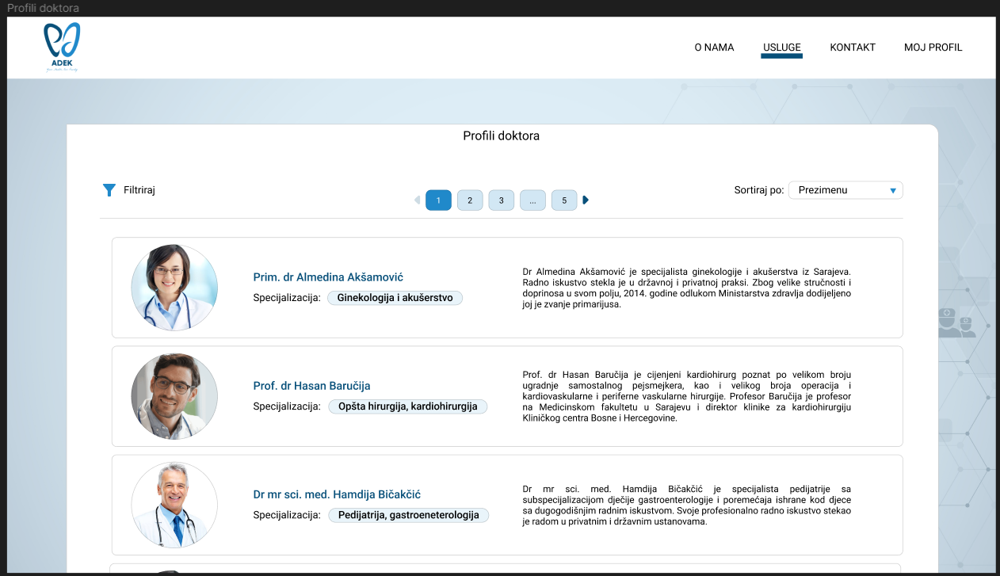 Profili doktora
ADEK
O NAMA
USLUGE
KONTAKT
MOJ PROFIL
Profili doktora
Filtriraj
1
2
3
...
5
Sortiraj po:
Prezimenu
Prim. dr Almedina Akšamović
Specijalizacija:
Ginekologija i akušerstvo
Dr Almedina Akšamović je specijalista ginekologije i akušerstva iz Sarajeva.
Radno iskustvo stekla je u državnoj i privatnoj praksi. Zbog velike stručnosti i
doprinosa u svom polju, 2014. godine odlukom Ministarstva zdravlja dodijeljeno
joj je zvanje primarijusa.
Prof. dr Hasan Baručija
Specijalizacija:
Opšta hirurgija, kardiohirurgija
Prof. dr Hasan Baručija je cijenjeni kardiohirurg poznat po velikom broju
ugradnje samostalnog pejsmejkera, kao i velikog broja operacija i
kardiovaskularne i periferne vaskularne hirurgije. Profesor Baručija je profesor
na Medicinskom fakultetu u Sarajevu i direktor klinike za kardiohirurgiju
Kliničkog centra Bosne i Hercegovine.
Dr mr sci. med. Hamdija Bičakčić
Specijalizacija:
Pedijatrija, gastroeneterologija
Dr mr sci. med. Hamdija Bičakčić je specijalista pedijatrije sa
subspecijalizacijom dječije gastroenterologije i poremećaja ishrane kod djece
sa dugogodišnjim radnim iskustvom. Svoje profesionalno radno iskustvo stekao
je radom u privatnim i državnim ustanovama.